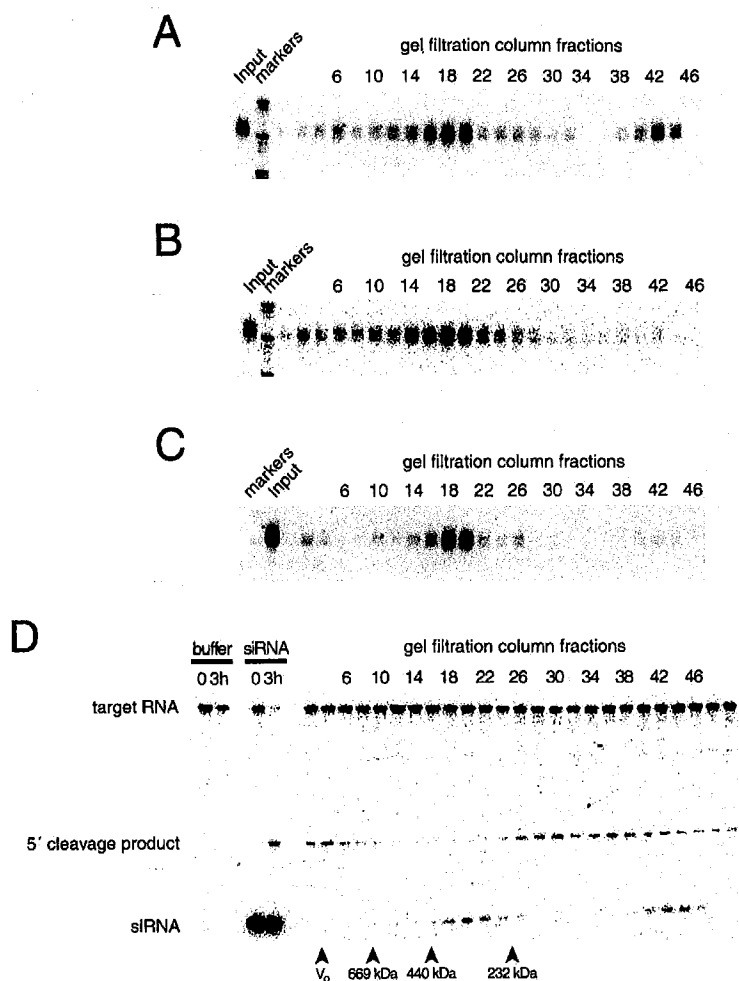 A
gel filtration column fractions
Input
markers
6 10 14 18 22 26 30 34 38 42 46
B
gel filtration column fractions
Input
markers
6 10 14 18 22 26 30 34 38 42 46
C
gel filtration column fractions
markers
Input
6 10 14 18 22 26 30 34 38 42 46
D
buffer siRNA gel filtration column fractions
0 3h 0 3h 6 10 14 18 22 26 30 34 38 42 46
target RNA
5´ cleavage product
siRNA
Vo 669 kDa 440 kDa 232 kDa